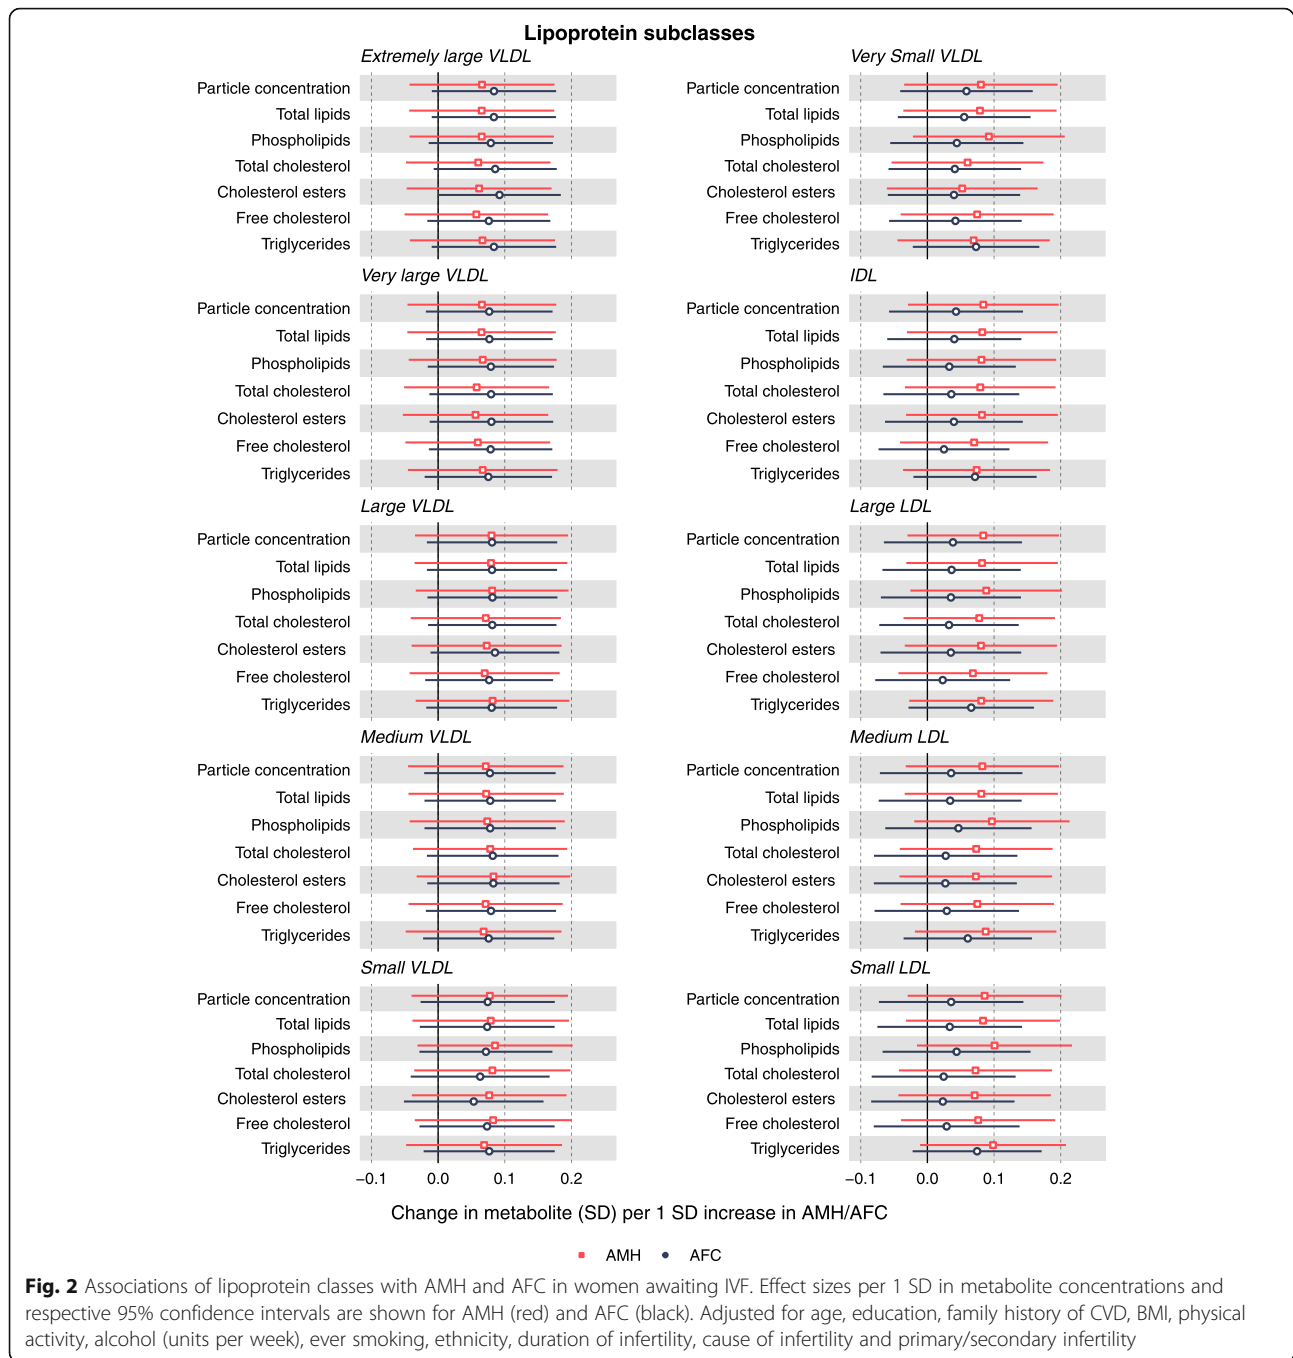 Lipoprotein subclasses
Extremely large VLDL
Particle concentration
Total lipids
Phospholipids
Total cholesterol
Cholesterol esters
Free cholesterol
Triglycerides
Very large VLDL
Particle concentration
Total lipids
Phospholipids
Total cholesterol
Cholesterol esters
Free cholesterol
Triglycerides
Large VLDL
Particle concentration
Total lipids
Phospholipids
Total cholesterol
Cholesterol esters
Free cholesterol
Triglycerides
Medium VLDL
Particle concentration
Total lipids
Phospholipids
Total cholesterol
Cholesterol esters
Free cholesterol
Triglycerides
Small VLDL
Particle concentration
Total lipids
Phospholipids
Total cholesterol
Cholesterol esters
Free cholesterol
Triglycerides
−0.1 0.0 0.1 0.2
Very Small VLDL
Particle concentration
Total lipids
Phospholipids
Total cholesterol
Cholesterol esters
Free cholesterol
Triglycerides
IDL
Particle concentration
Total lipids
Phospholipids
Total cholesterol
Cholesterol esters
Free cholesterol
Triglycerides
Large LDL
Particle concentration
Total lipids
Phospholipids
Total cholesterol
Cholesterol esters
Free cholesterol
Triglycerides
Medium LDL
Particle concentration
Total lipids
Phospholipids
Total cholesterol
Cholesterol esters
Free cholesterol
Triglycerides
Small LDL
Particle concentration
Total lipids
Phospholipids
Total cholesterol
Cholesterol esters
Free cholesterol
Triglycerides
−0.1 0.0 0.1 0.2
Change in metabolite (SD) per 1 SD increase in AMH/AFC
AMH AFC
Fig. 2 Associations of lipoprotein classes with AMH and AFC in women awaiting IVF. Effect sizes per 1 SD in metabolite concentrations and
respective 95% confidence intervals are shown for AMH (red) and AFC (black). Adjusted for age, education, family history of CVD, BMI, physical
activity, alcohol (units per week), ever smoking, ethnicity, duration of infertility, cause of infertility and primary/secondary infertility